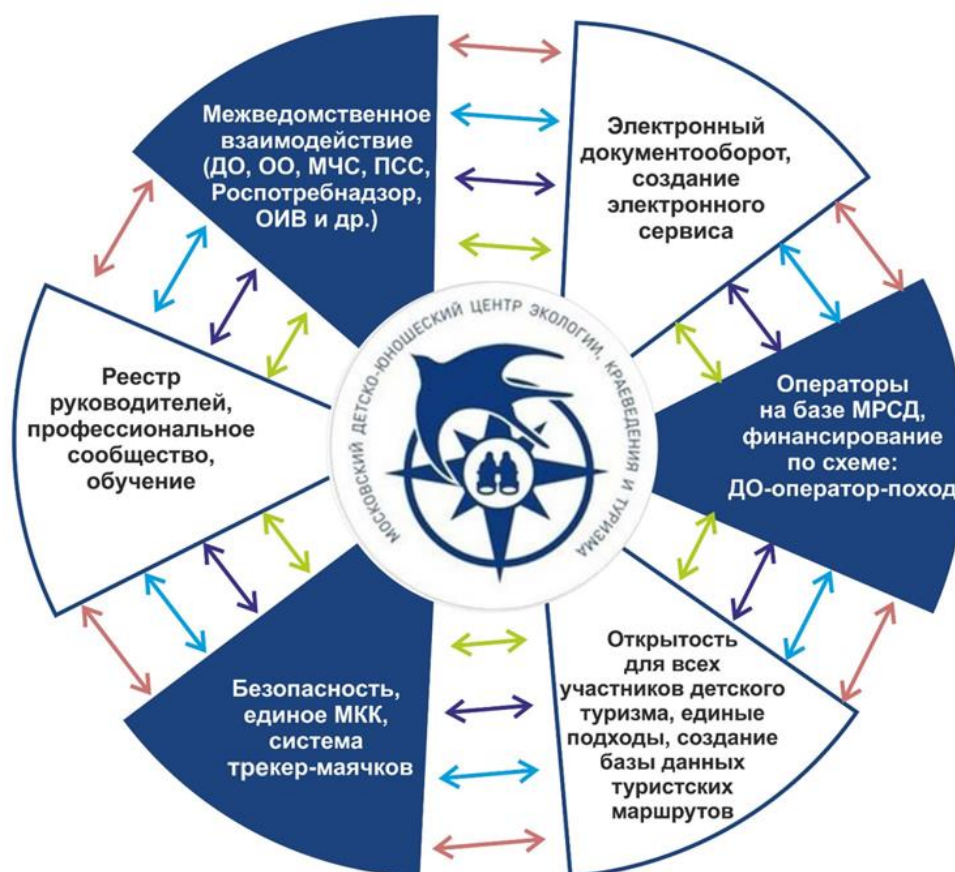 Межведомственное
взаимодействие
(ДО, ОО, МЧС, ПСС,
Роспотребнадзор,
ОИВ и др.)
Электронный
документооборот,
создание
электронного
сервиса
Операторы
на базе МРСД,
финансирование
по схеме:
ДО-оператор-поход
Открытость
для всех
участников детского
туризма, единые
подходы, создание
базы данных
туристских
маршрутов
Безопасность,
единое МКК,
система
трекер-маячков
Реестр
руководителей,
профессиональное
сообщество,
обучение
МОСКОВСКИЙ ДЕТСКО-ЮНОШЕСКИЙ ЦЕНТР ЭКОЛОГИИ, КРАЕВЕДЕНИЯ И ТУРИЗМА